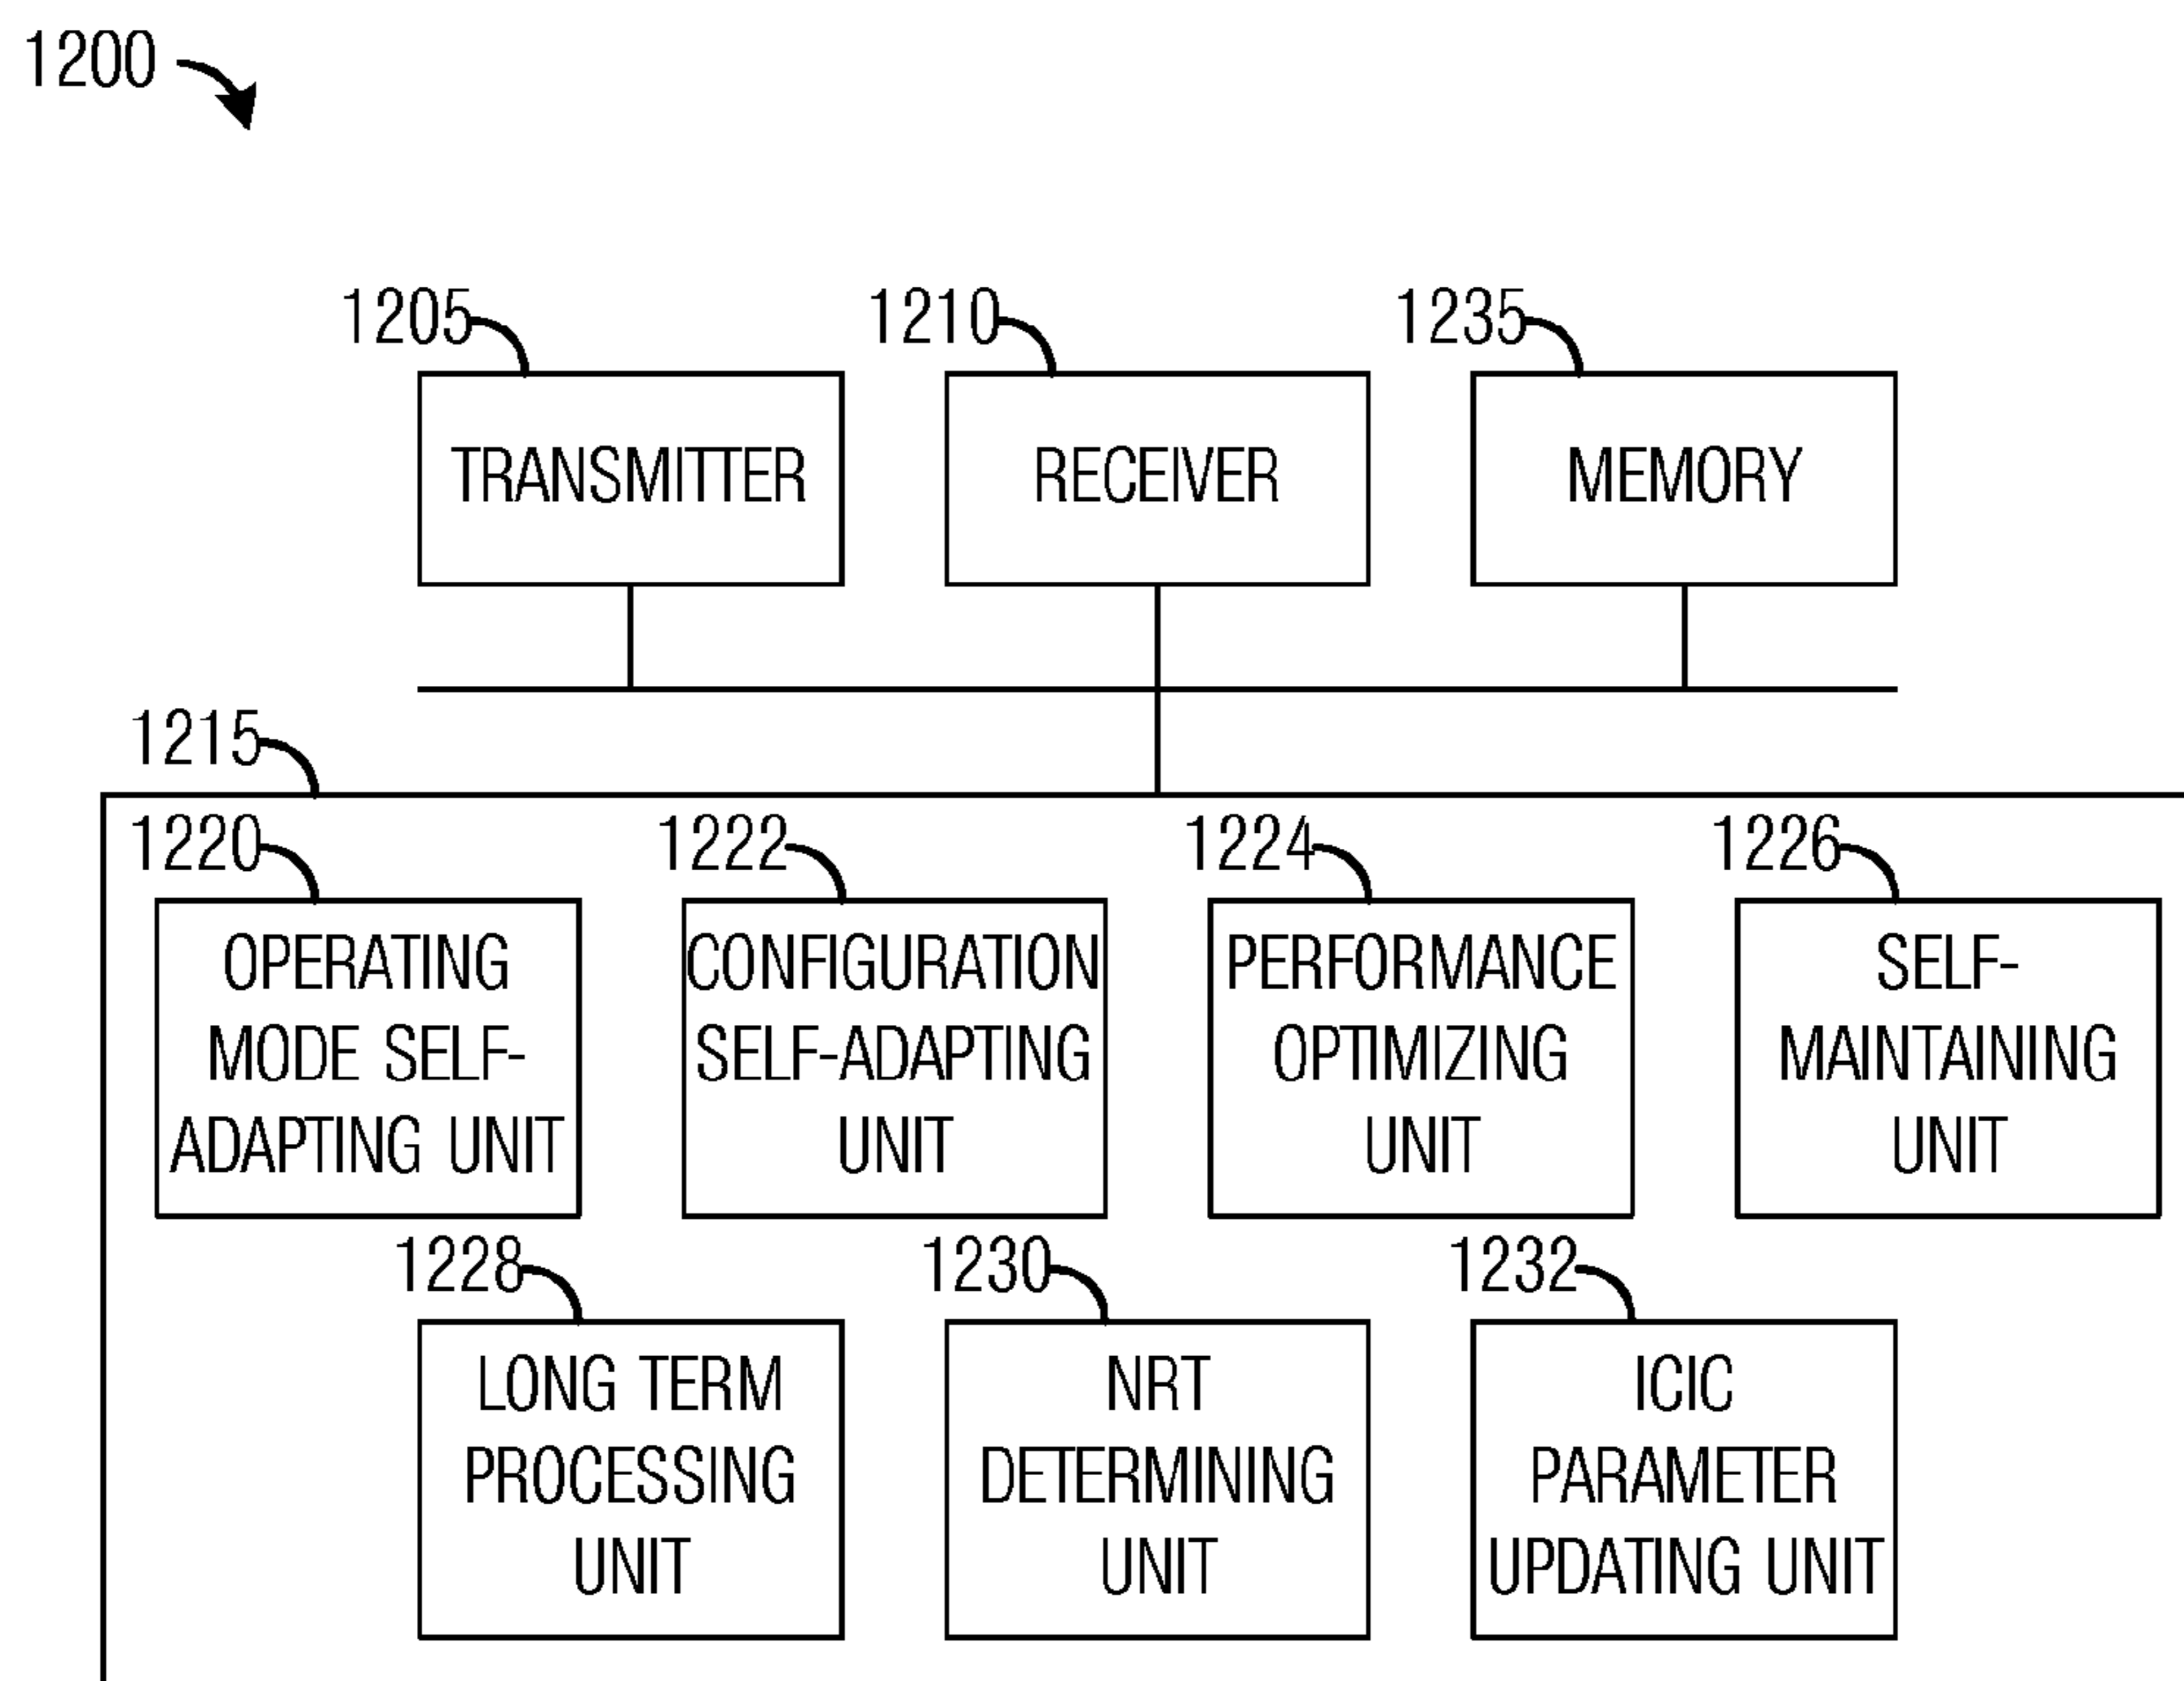 1200
1205
1210
1235
TRANSMITTER
RECEIVER
MEMORY
1215
1220
1222
1224
1226
OPERATING
MODE SELF-
ADAPTING UNIT
CONFIGURATION
SELF-ADAPTING
UNIT
PERFORMANCE
OPTIMIZING
UNIT
SELF-
MAINTAINING
UNIT
1228
1230
1232
LONG TERM
PROCESSING
UNIT
NRT
DETERMINING
UNIT
ICIC
PARAMETER
UPDATING UNIT